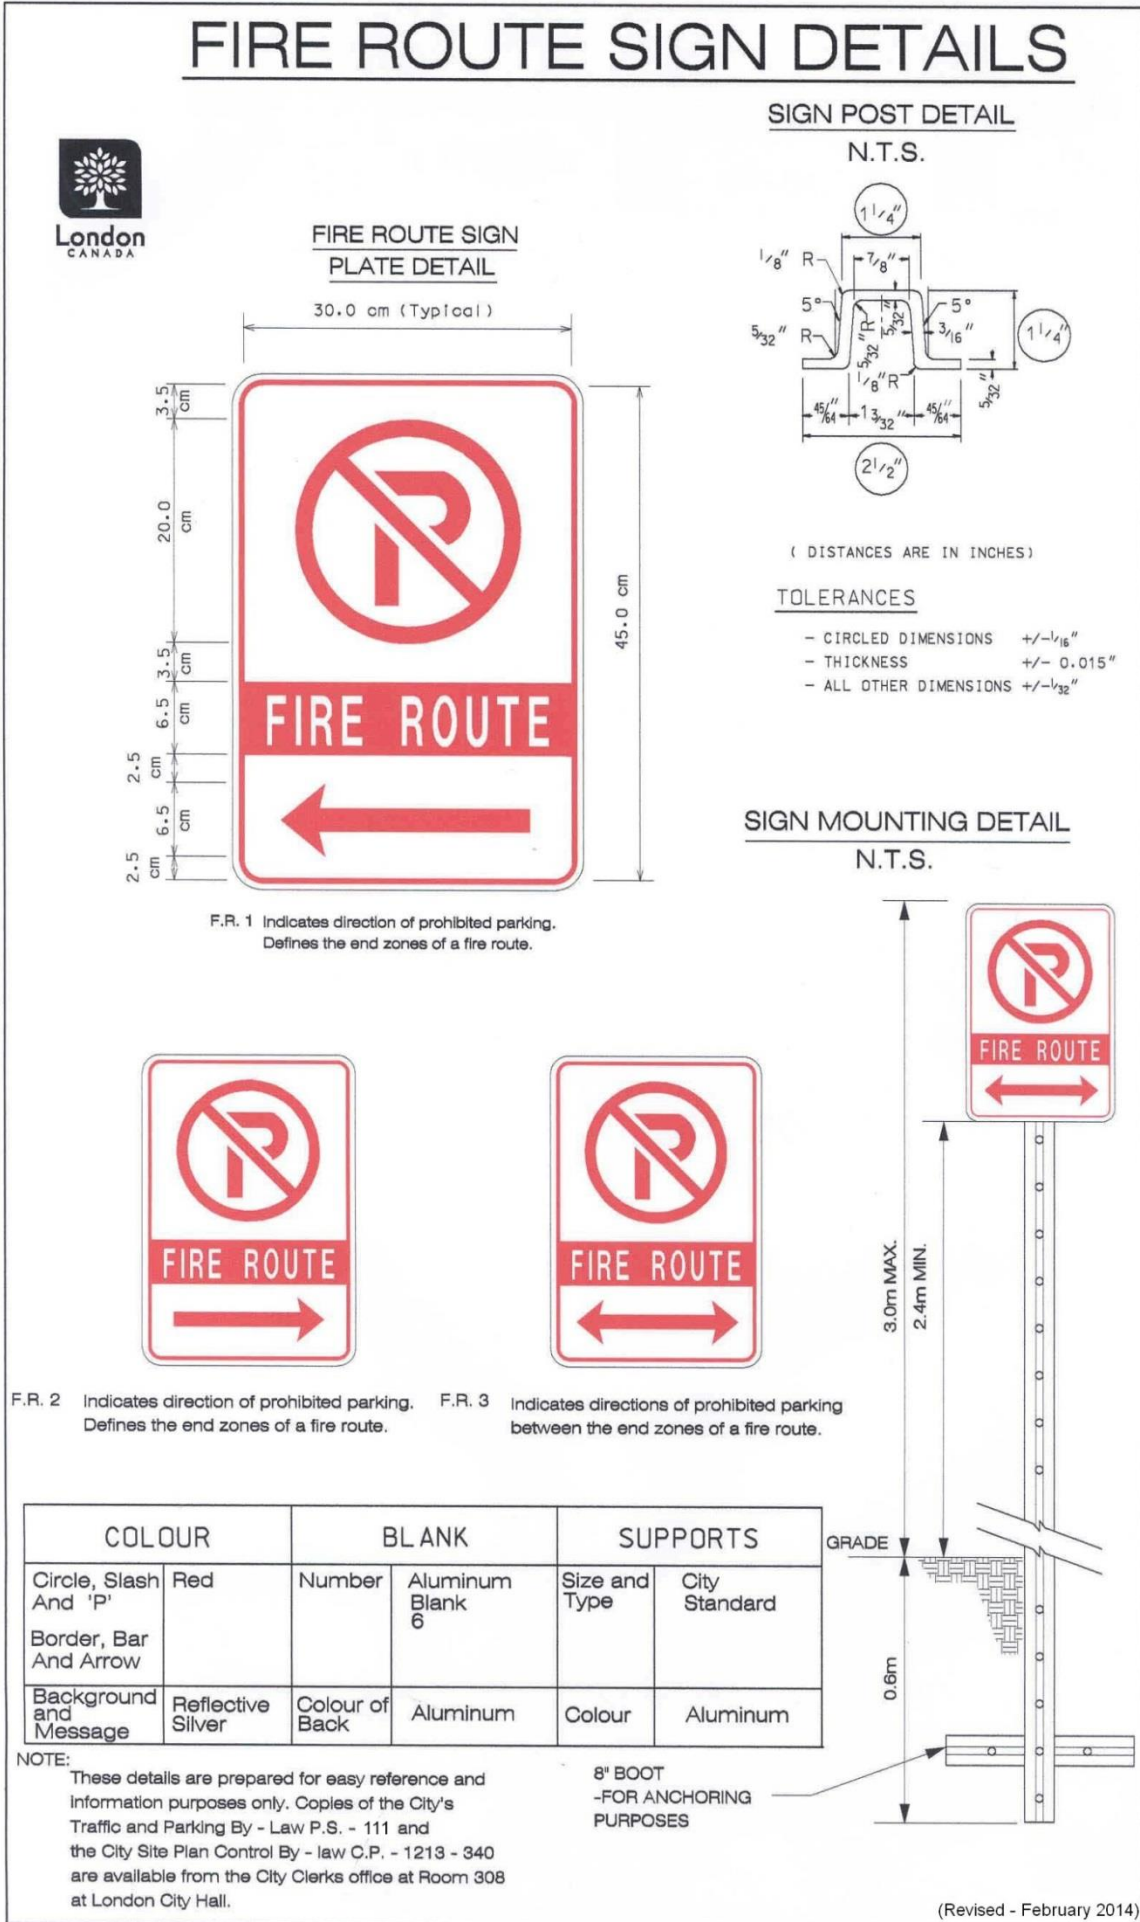 FIRE ROUTE SIGN DETAILS
London
CANADA
SIGN POST DETAIL
N.T.S.
1 1/4"
1/8" R
7/8"
5°
5°
5/32" R
5/32" R
5/32"
3/16"
1 1/4"
1/8" R
5/32"
45/64"
1 3/32"
45/64"
2 1/2"
( DISTANCES ARE IN INCHES)
TOLERANCES
- CIRCLED DIMENSIONS +/-1/16"
- THICKNESS +/- 0.015"
- ALL OTHER DIMENSIONS +/-1/32"
FIRE ROUTE SIGN
PLATE DETAIL
30.0 cm (Typical)
3.5 cm
20.0 cm
3.5 cm
6.5 cm
2.5 cm
6.5 cm
2.5 cm
45.0 cm
P
FIRE ROUTE
F.R. 1 Indicates direction of prohibited parking.
Defines the end zones of a fire route.
SIGN MOUNTING DETAIL
N.T.S.
P
FIRE ROUTE
3.0m MAX.
2.4m MIN.
P
FIRE ROUTE
F.R. 2 Indicates direction of prohibited parking.
Defines the end zones of a fire route.
P
FIRE ROUTE
F.R. 3 Indicates directions of prohibited parking
between the end zones of a fire route.
GRADE
0.6m
8" BOOT
-FOR ANCHORING
PURPOSES
COLOUR BLANK SUPPORTS
Circle, Slash Red Number Aluminum Size and City
And 'P' Blank Type Standard
6
Border, Bar
And Arrow
Background Reflective Colour of Aluminum Colour Aluminum
and Silver Back
Message
NOTE:
These details are prepared for easy reference and
information purposes only. Copies of the City's
Traffic and Parking By - Law P.S. - 111 and
the City Site Plan Control By - law C.P. - 1213 - 340
are available from the City Clerks office at Room 308
at London City Hall.
(Revised - February 2014)